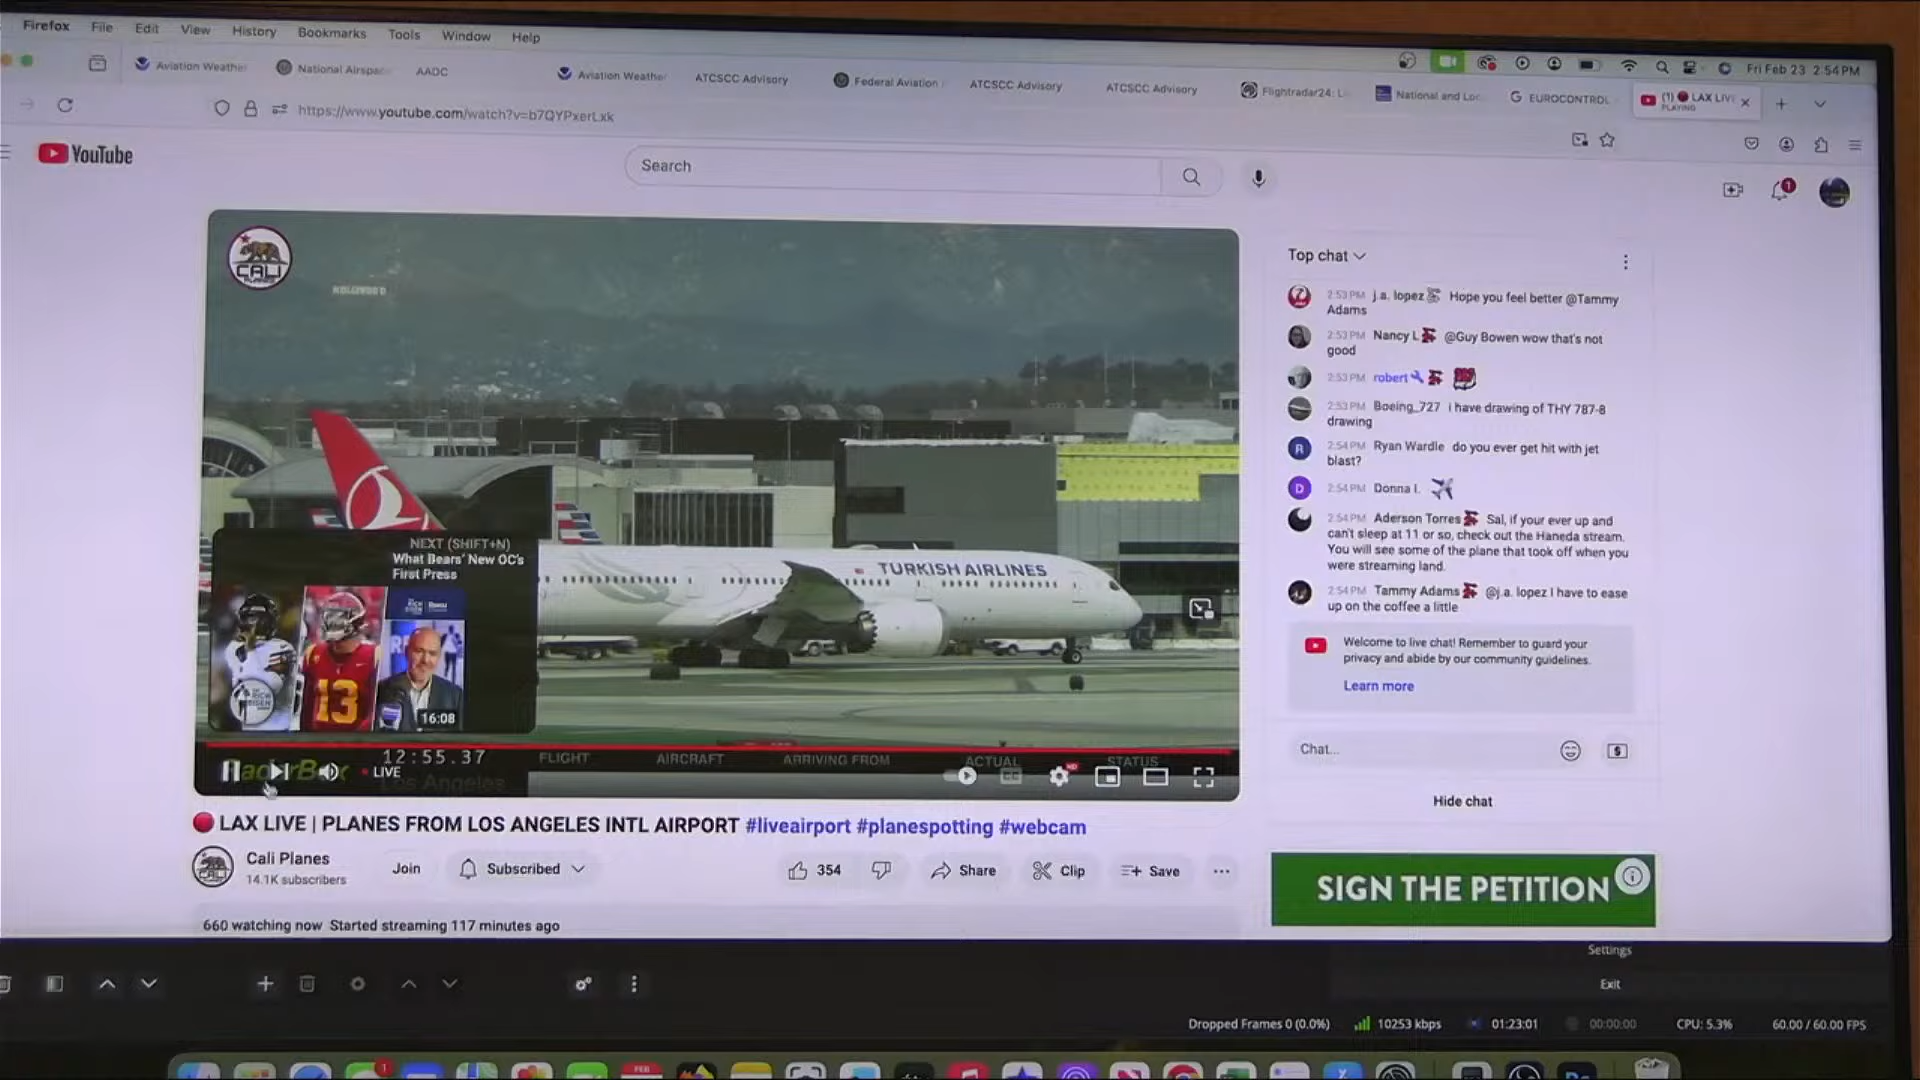 Firefox File Edit View History Bookmarks Tools Window Help
Fri Feb 23 2:54 PM
Aviation Weather
National Airspac
AADC
Aviation Weather
ATCSCC Advisory
Federal Aviation
ATCSCC Advisory
ATCSCC Advisory
Flightradar24: L
National and Loc
EUROCONTROL
(1) LAX LIVE
PLAYING
https://www.youtube.com/watch?v=b7QYPxerLxk
YouTube
Search
1
CALI
PLANES
HOLLYWOOD
TURKISH AIRLINES
NEXT (SHIFT+N)
What Bears' New OC's
First Press
13
16:08
12:55.37
LIVE
Los Angeles
FLIGHT AIRCRAFT ARRIVING FROM ACTUAL STATUS
HD
LAX LIVE | PLANES FROM LOS ANGELES INTL AIRPORT #liveairport #planespotting #webcam
Cali Planes
14.1K subscribers
Join
Subscribed
354
Share
Clip
Save
660 watching now Started streaming 117 minutes ago
Top chat
2:53 PM j.a. lopez Hope you feel better @Tammy
Adams
2:53 PM Nancy L @Guy Bowen wow that's not
good
2:53 PM robert
2:53 PM Boeing_727 i have drawing of THY 787-8
drawing
R
2:54 PM Ryan Wardle do you ever get hit with jet
blast?
D
2:54 PM Donna I.
2:54 PM Aderson Torres Sal, if your ever up and
can't sleep at 11 or so, check out the Haneda stream.
You will see some of the plane that took off when you
were streaming land.
2:54 PM Tammy Adams @j.a. lopez I have to ease
up on the coffee a little
Welcome to live chat! Remember to guard your
privacy and abide by our community guidelines.
Learn more
Chat...
Hide chat
SIGN THE PETITION
Settings
Exit
Dropped Frames 0 (0.0%) 10253 kbps 01:23:01 00:00:00 CPU: 5.3% 60.00 / 60.00 FPS
1
FEB